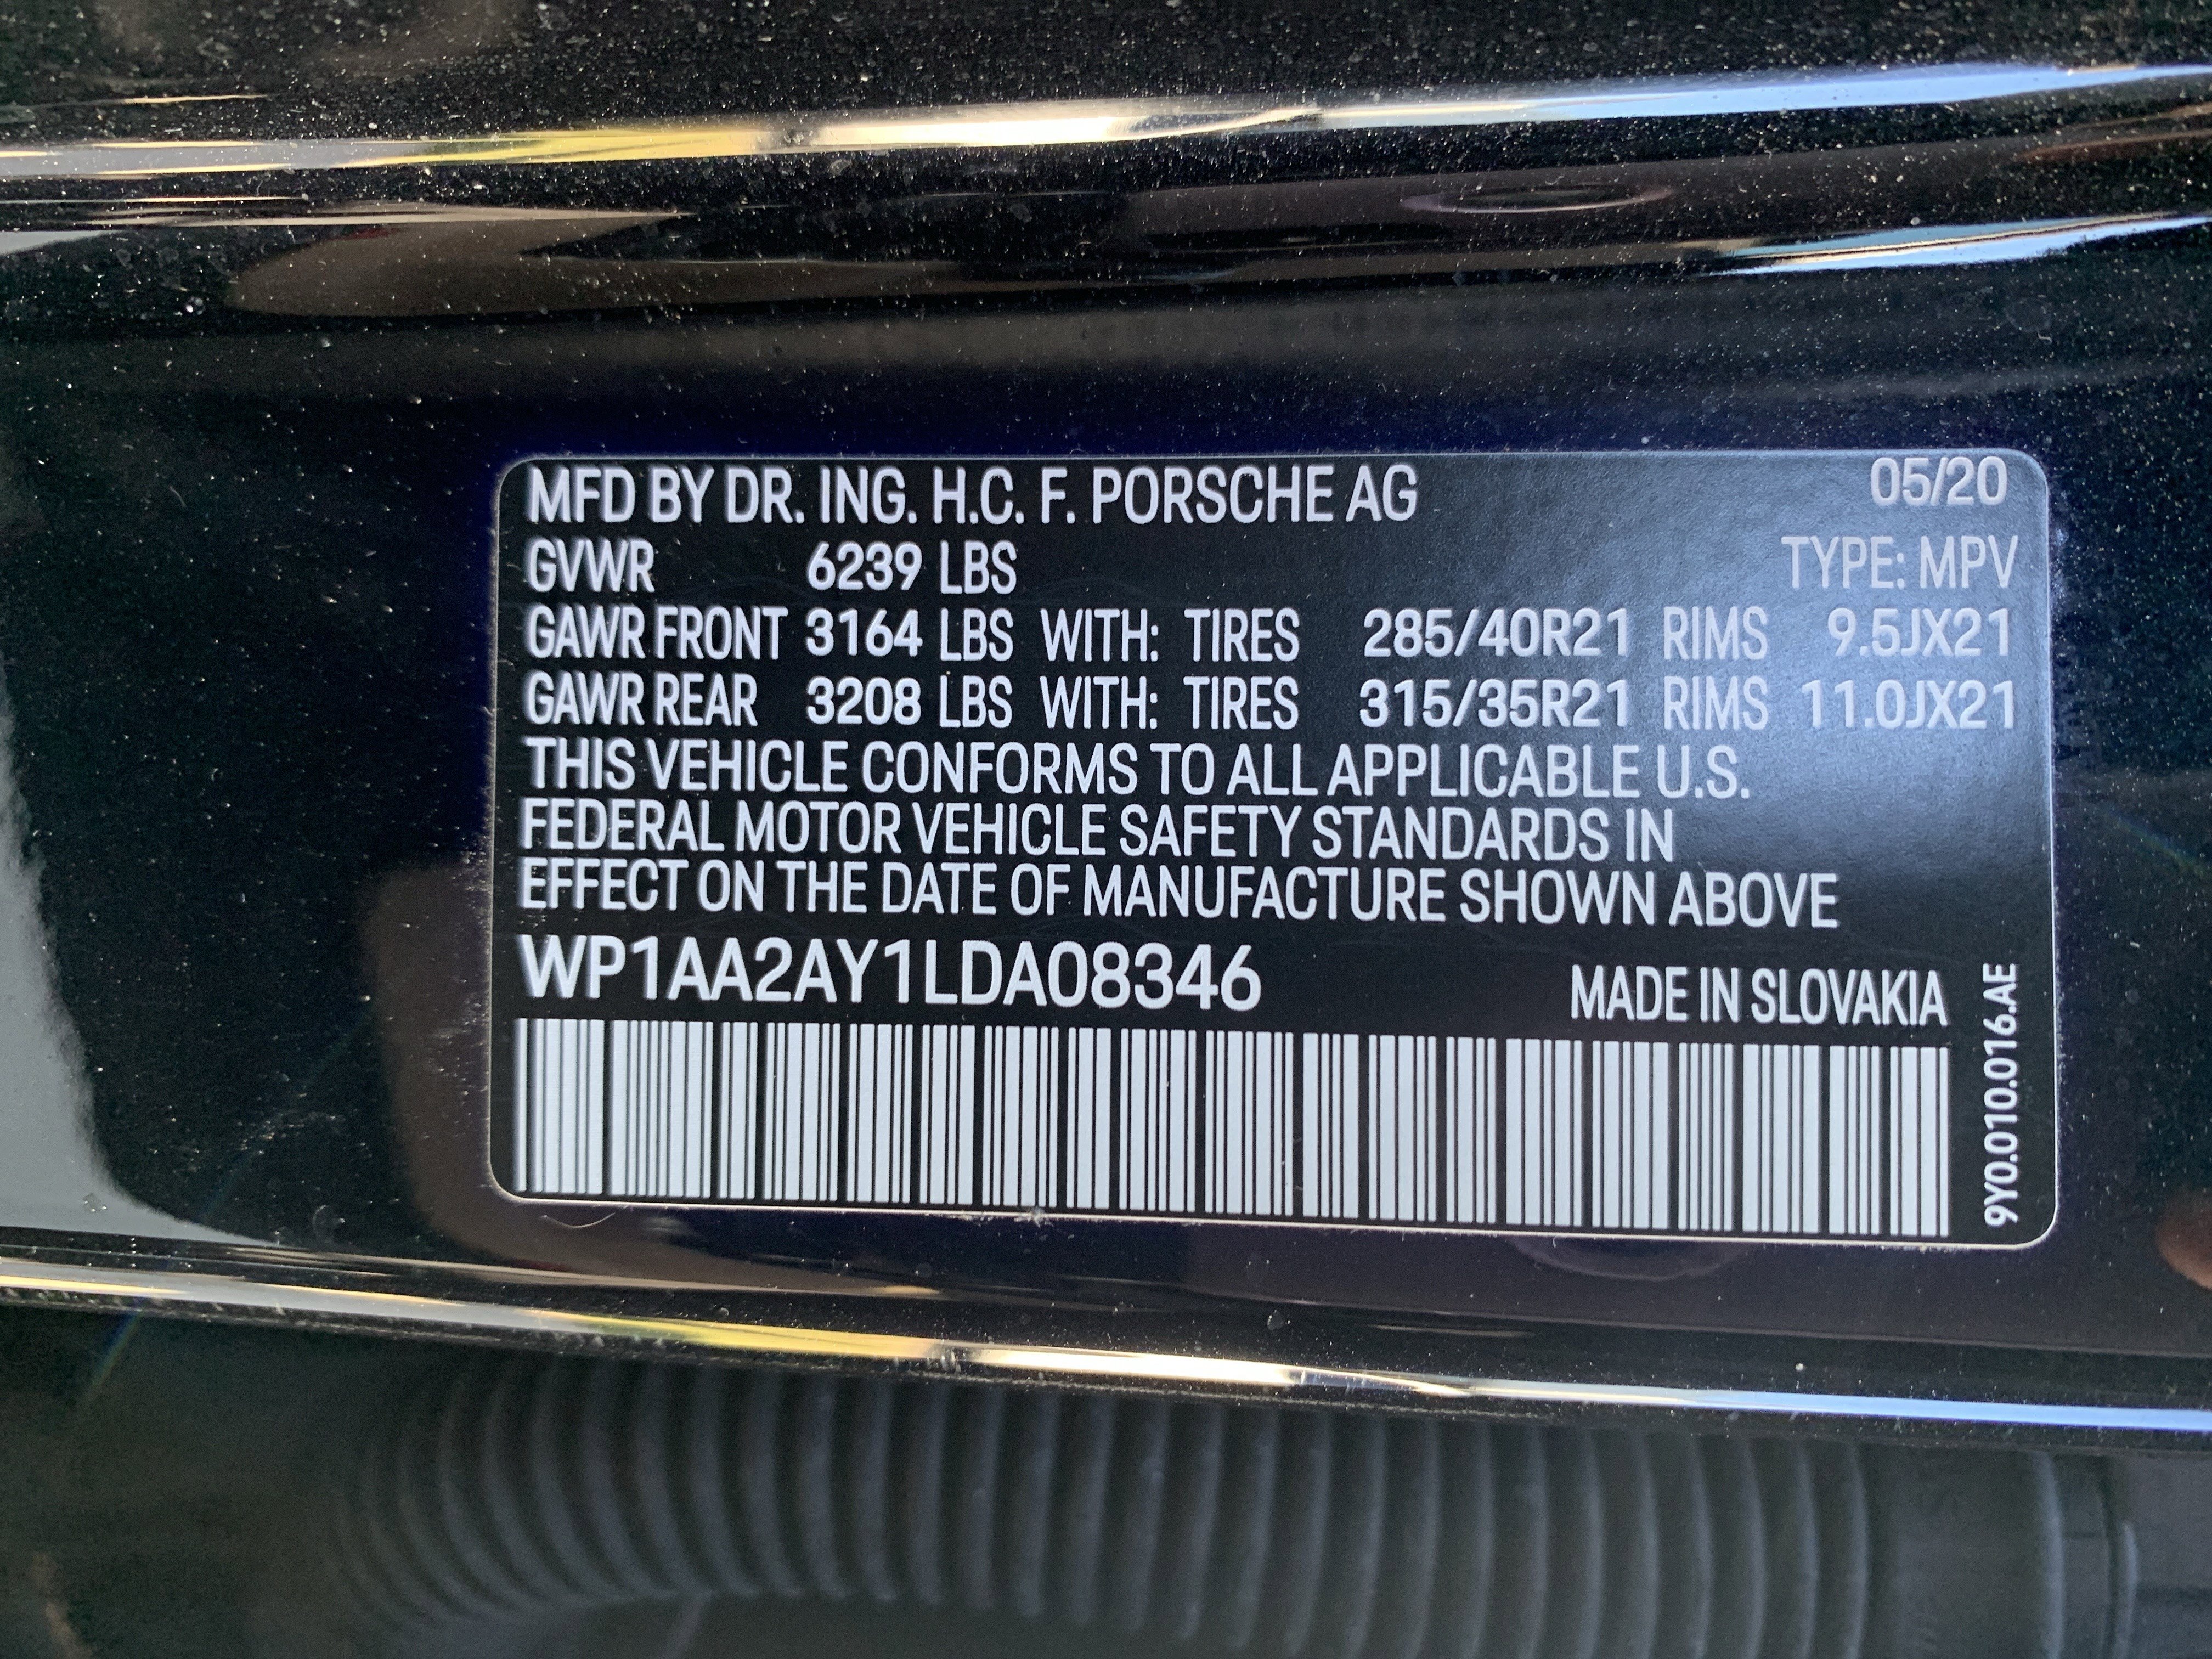 MFD BY DR. ING. H.C. F. PORSCHE AG 05/20
GVWR 6239 LBS TYPE: MPV
GAWR FRONT 3164 LBS WITH: TIRES 285/40R21 RIMS 9.5JX21
GAWR REAR 3208 LBS WITH: TIRES 315/35R21 RIMS 11.0JX21
THIS VEHICLE CONFORMS TO ALL APPLICABLE U.S.
FEDERAL MOTOR VEHICLE SAFETY STANDARDS IN
EFFECT ON THE DATE OF MANUFACTURE SHOWN ABOVE
WP1AA2AY1LDA08346 MADE IN SLOVAKIA
9Y0.010.016.AE